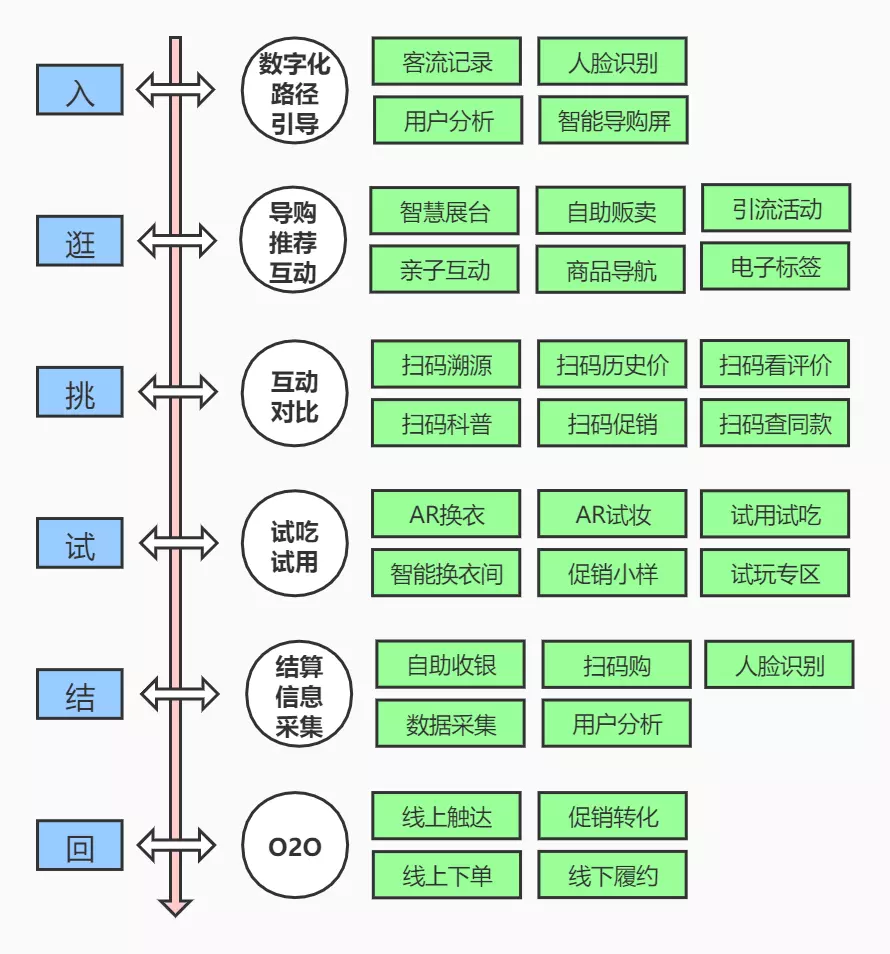 入
数字化
路径
引导
客流记录
人脸识别
用户分析
智能导购屏
逛
导购
推荐
互动
智慧展台
自助贩卖
引流活动
亲子互动
商品导航
电子标签
挑
互动
对比
扫码溯源
扫码历史价
扫码看评价
扫码科普
扫码促销
扫码查同款
试
试吃
试用
AR换衣
AR试妆
试用试吃
智能换衣间
促销小样
试玩专区
结
结算
信息
采集
自助收银
扫码购
人脸识别
数据采集
用户分析
回
O2O
线上触达
促销转化
线上下单
线下履约